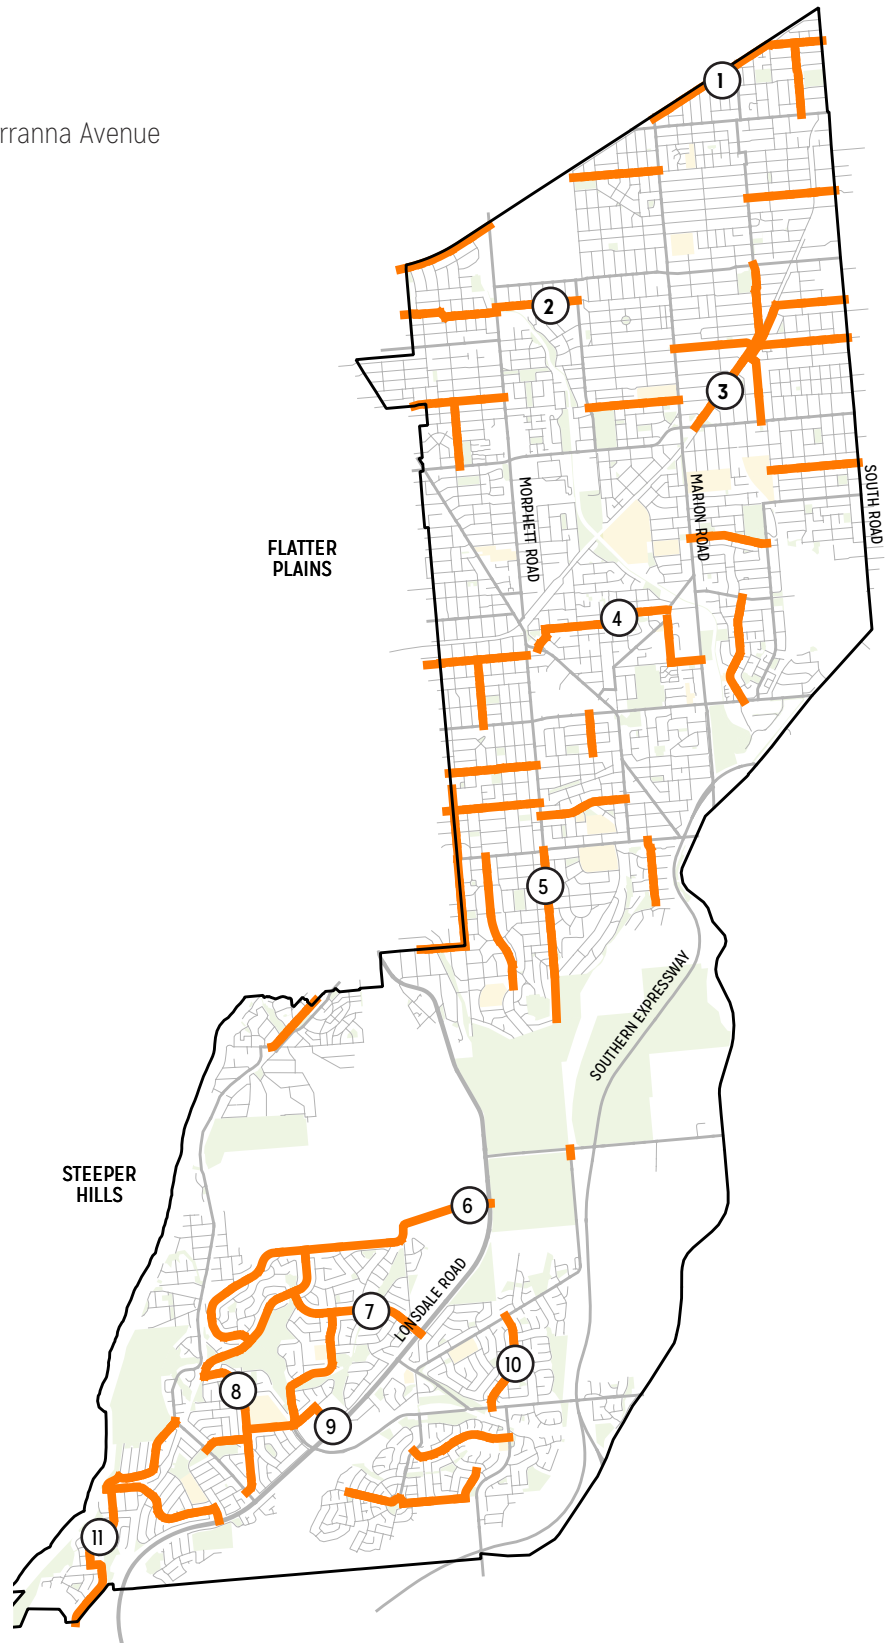 1
rranna Avenue
2
3
MORPHETT ROAD
MARION ROAD
SOUTH ROAD
FLATTER
PLAINS
4
5
SOUTHERN EXPRESSWAY
STEEPER
HILLS
6
LONSDALE ROAD
7
10
8
9
11